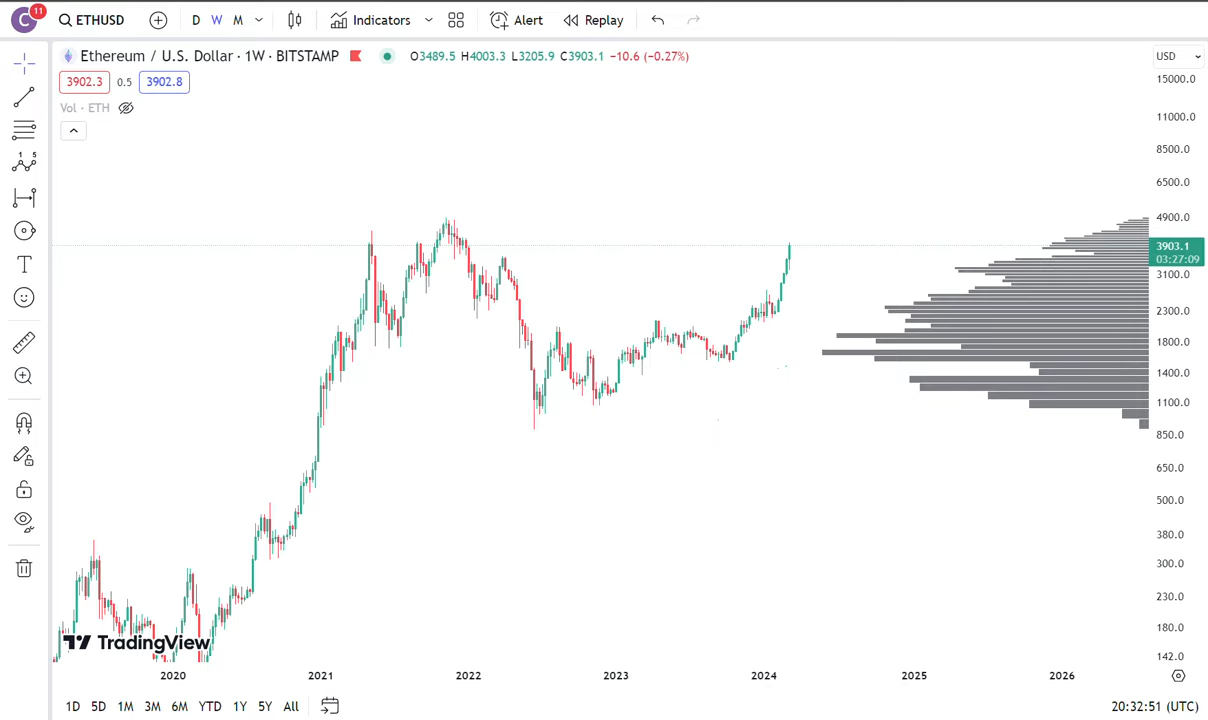 C 11 ETHUSD D W M Indicators Alert Replay
Ethereum / U.S. Dollar · 1W · BITSTAMP O3489.5 H4003.3 L3205.9 C3903.1 −10.6 (−0.27%) USD
3902.3 0.5 3902.8
Vol · ETH
15000.0
11000.0
8500.0
6500.0
4900.0
3903.1
03:27:09
3100.0
2300.0
1800.0
1400.0
1100.0
850.0
650.0
500.0
380.0
300.0
230.0
180.0
142.0
1 5
T
TradingView
2020 2021 2022 2023 2024 2025 2026
1D 5D 1M 3M 6M YTD 1Y 5Y All 20:32:51 (UTC)